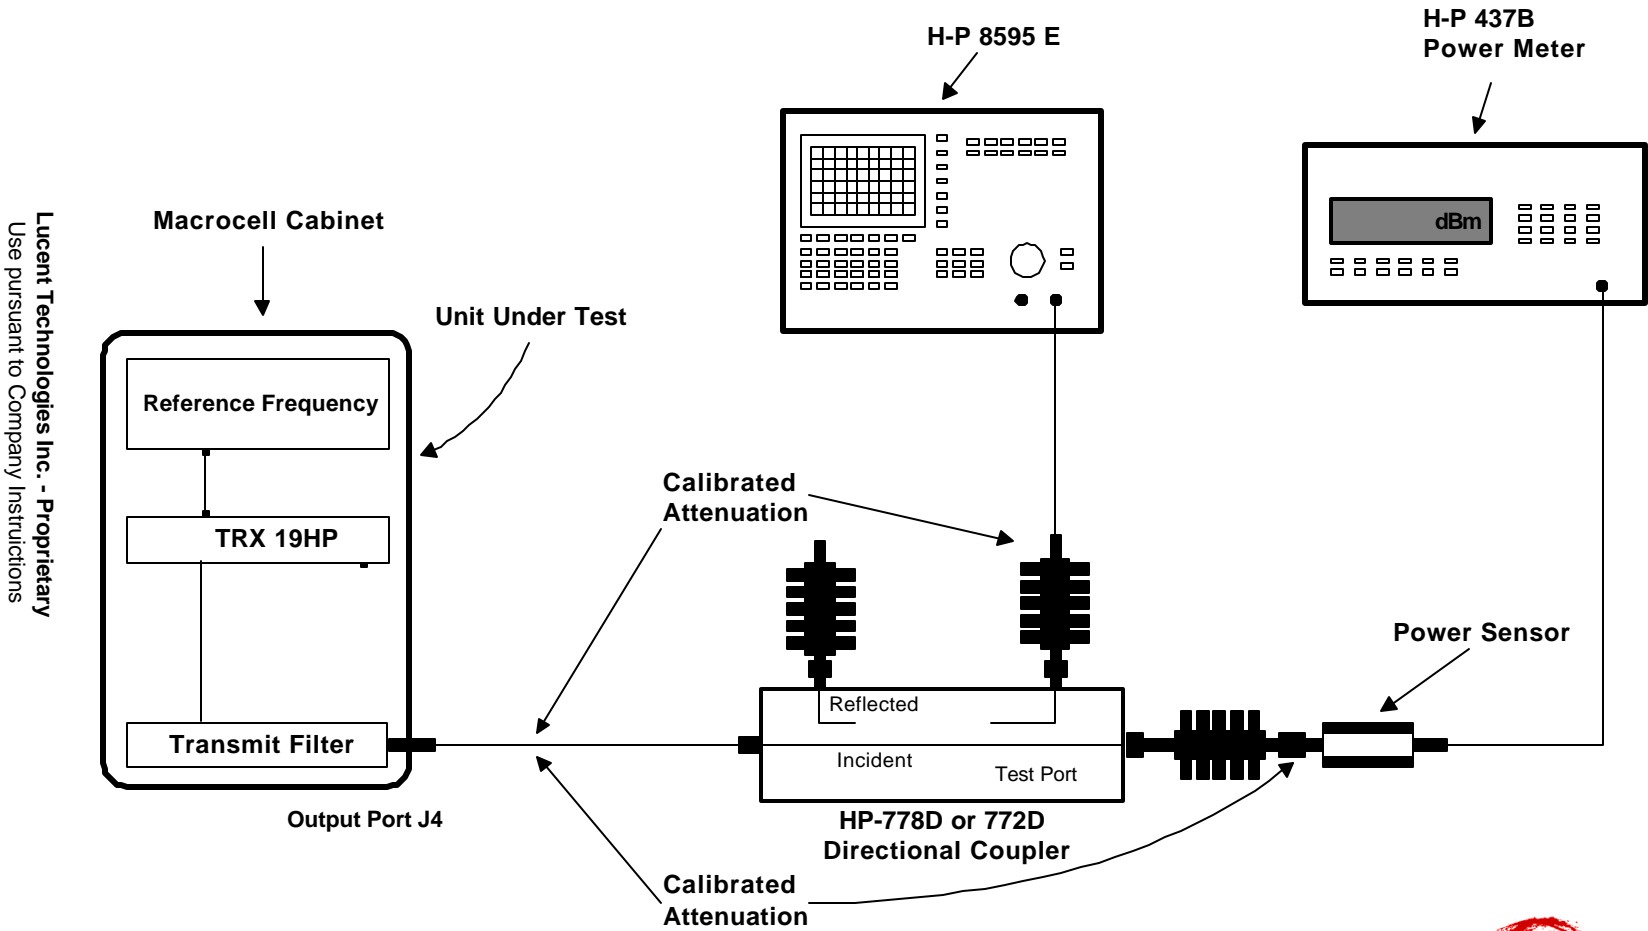 H-P 8595 E
H-P 437B
Power Meter
dBm
Macrocell Cabinet
Unit Under Test
Reference Frequency
TRX 19HP
Transmit Filter
Output Port J4
Calibrated
Attenuation
Power Sensor
Reflected
Incident
Test Port
HP-778D or 772D
Directional Coupler
Calibrated
Attenuation
Lucent Technologies Inc. - Proprietary
Use pursuant to Company Instruictions